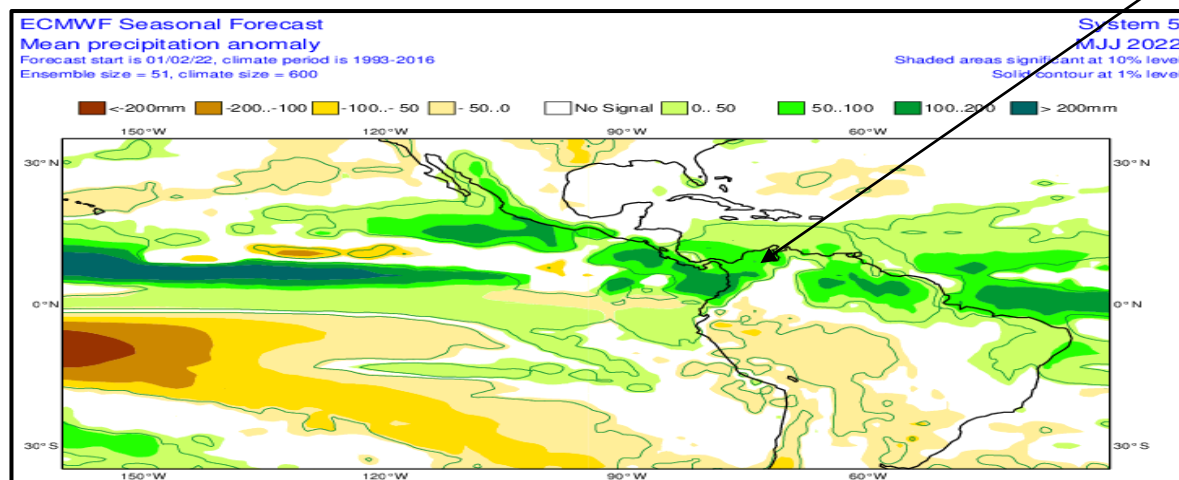 ECMWF Seasonal Forecast System 5
Mean precipitation anomaly MJJ 2022
Forecast start is 01/02/22, climate period is 1993-2016 Shaded areas significant at 10% level
Ensemble size = 51, climate size = 600 Solid contour at 1% level
<-200mm -200..-100 -100..- 50 - 50..0 No Signal 0.. 50 50..100 100..200 > 200mm
150°W 120°W 90°W 60°W
30°N 30°N
0°N 0°N
30°S 30°S
150°W 120°W 90°W 60°W